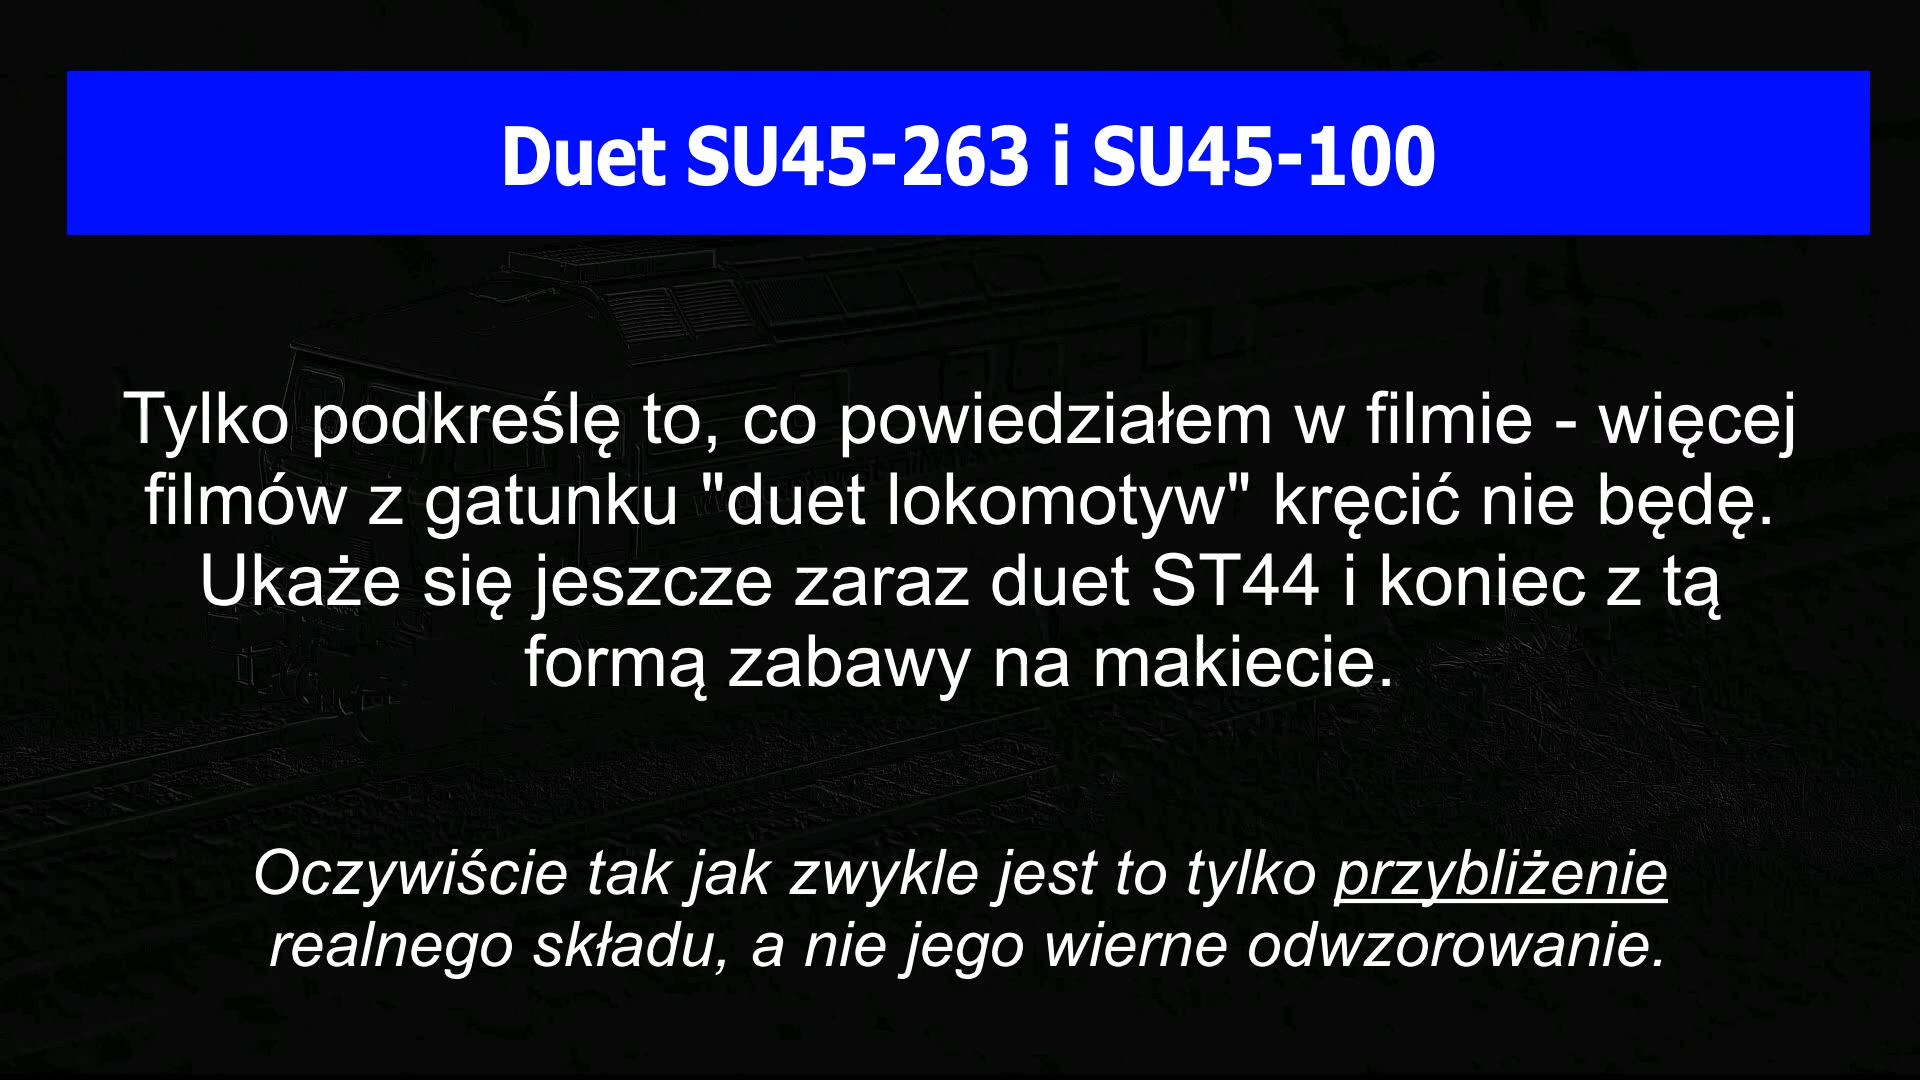 Duet SU45-263 i SU45-100
Tylko podkreślę to, co powiedziałem w filmie - więcej
filmów z gatunku "duet lokomotyw" kręcić nie będę.
Ukaże się jeszcze zaraz duet ST44 i koniec z tą
formą zabawy na makiecie.
Oczywiście tak jak zwykle jest to tylko przybliżenie
realnego składu, a nie jego wierne odwzorowanie.